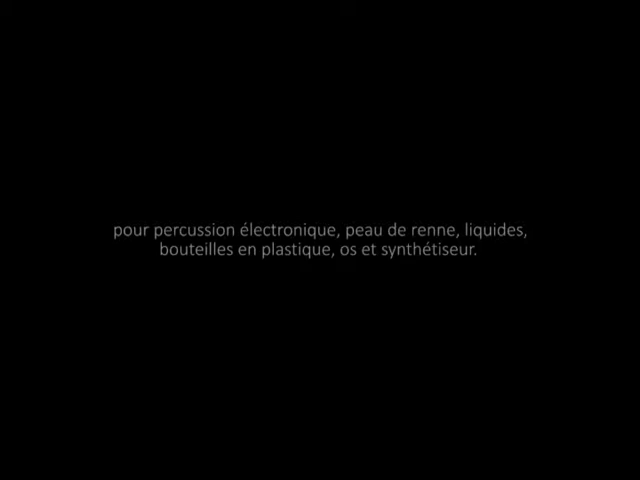 pour percussion électronique, peau de renne, liquides,
bouteilles en plastique, os et synthétiseur.